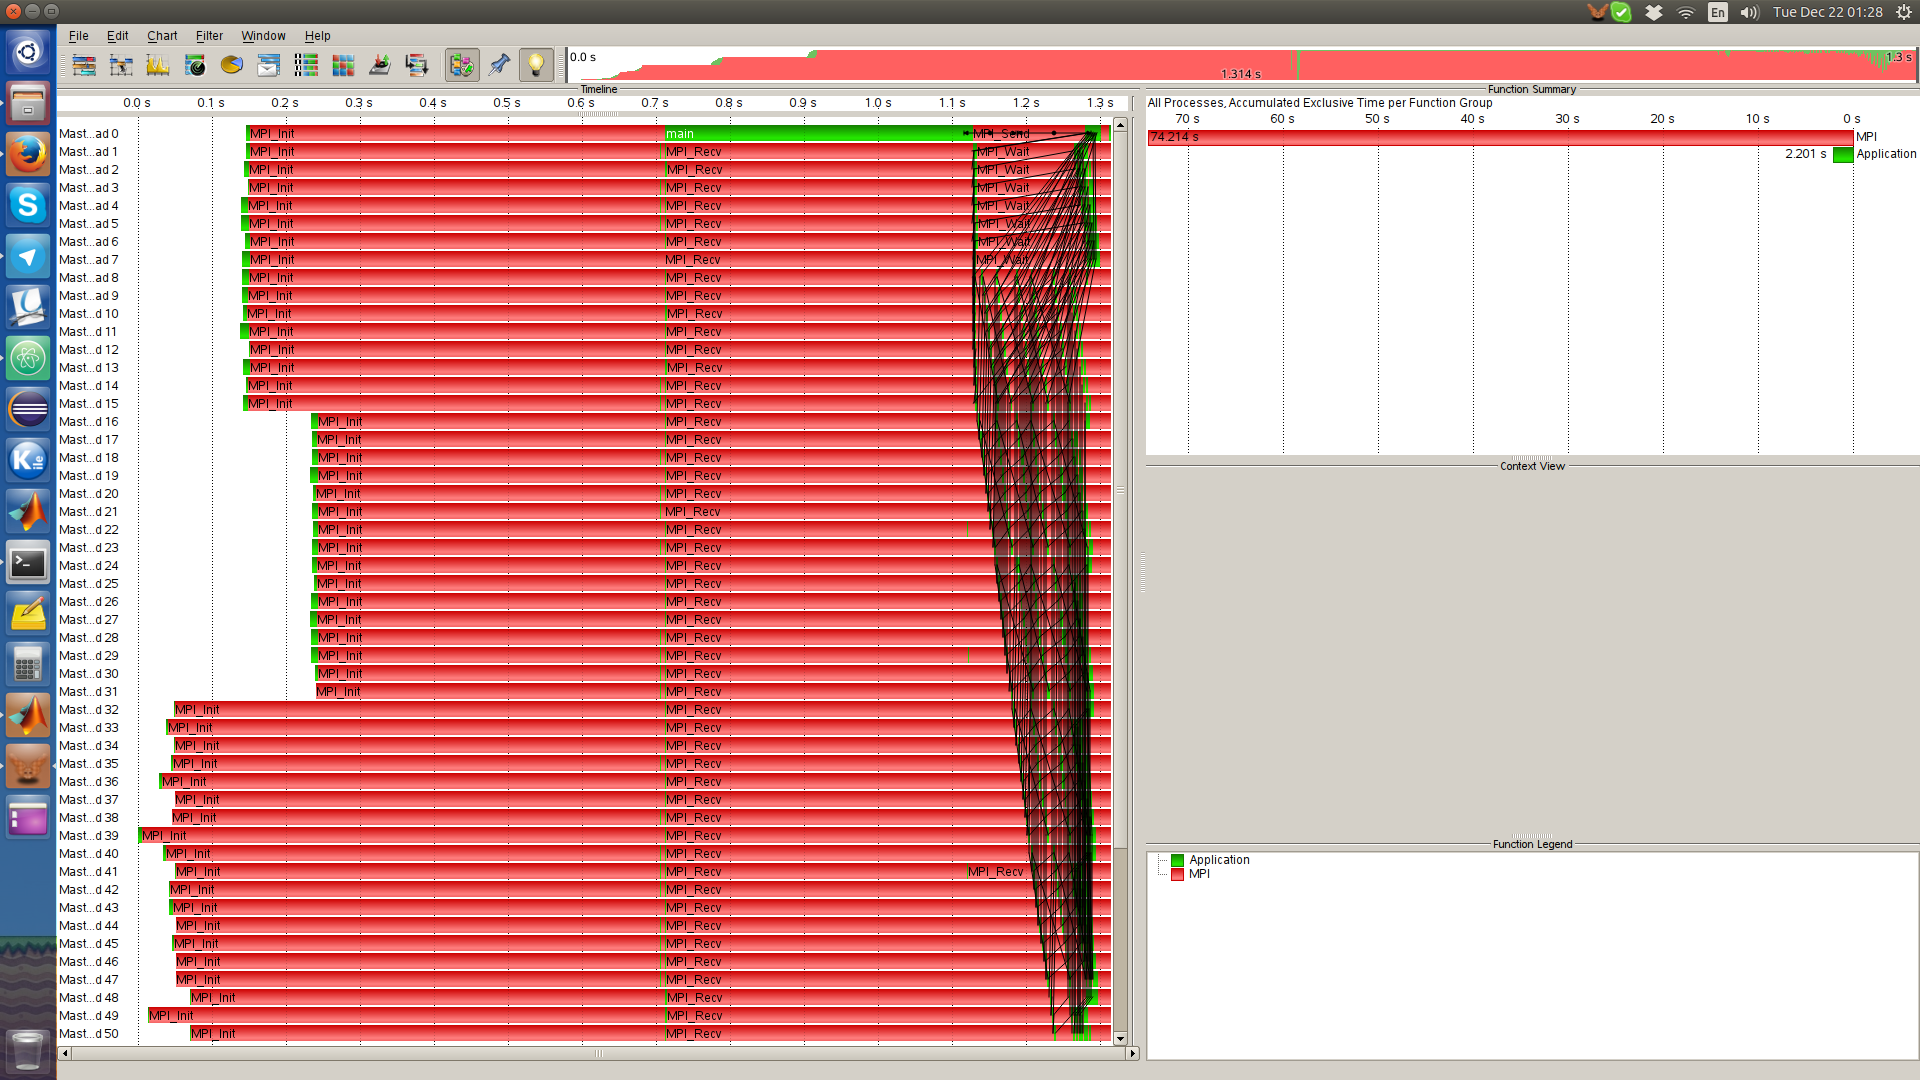 En Tue Dec 22 01:28
File Edit Chart Filter Window Help
0.0 s 1.314 s 1.3 s
Timeline
0.0 s 0.1 s 0.2 s 0.3 s 0.4 s 0.5 s 0.6 s 0.7 s 0.8 s 0.9 s 1.0 s 1.1 s 1.2 s 1.3 s
Mast...ad 0 MPI_Init main MPI_Send
Mast...ad 1 MPI_Init MPI_Recv MPI_Wait
Mast...ad 2 MPI_Init MPI_Recv MPI_Wait
Mast...ad 3 MPI_Init MPI_Recv MPI_Wait
Mast...ad 4 MPI_Init MPI_Recv MPI_Wait
Mast...ad 5 MPI_Init MPI_Recv MPI_Wait
Mast...ad 6 MPI_Init MPI_Recv MPI_Wait
Mast...ad 7 MPI_Init MPI_Recv MPI_Wait
Mast...ad 8 MPI_Init MPI_Recv
Mast...ad 9 MPI_Init MPI_Recv
Mast...d 10 MPI_Init MPI_Recv
Mast...d 11 MPI_Init MPI_Recv
Mast...d 12 MPI_Init MPI_Recv
Mast...d 13 MPI_Init MPI_Recv
Mast...d 14 MPI_Init MPI_Recv
Mast...d 15 MPI_Init MPI_Recv
Mast...d 16 MPI_Init MPI_Recv
Mast...d 17 MPI_Init MPI_Recv
Mast...d 18 MPI_Init MPI_Recv
Mast...d 19 MPI_Init MPI_Recv
Mast...d 20 MPI_Init MPI_Recv
Mast...d 21 MPI_Init MPI_Recv
Mast...d 22 MPI_Init MPI_Recv
Mast...d 23 MPI_Init MPI_Recv
Mast...d 24 MPI_Init MPI_Recv
Mast...d 25 MPI_Init MPI_Recv
Mast...d 26 MPI_Init MPI_Recv
Mast...d 27 MPI_Init MPI_Recv
Mast...d 28 MPI_Init MPI_Recv
Mast...d 29 MPI_Init MPI_Recv
Mast...d 30 MPI_Init MPI_Recv
Mast...d 31 MPI_Init MPI_Recv
Mast...d 32 MPI_Init MPI_Recv
Mast...d 33 MPI_Init MPI_Recv
Mast...d 34 MPI_Init MPI_Recv
Mast...d 35 MPI_Init MPI_Recv
Mast...d 36 MPI_Init MPI_Recv
Mast...d 37 MPI_Init MPI_Recv
Mast...d 38 MPI_Init MPI_Recv
Mast...d 39 MPI_Init MPI_Recv
Mast...d 40 MPI_Init MPI_Recv
Mast...d 41 MPI_Init MPI_Recv MPI_Recv
Mast...d 42 MPI_Init MPI_Recv
Mast...d 43 MPI_Init MPI_Recv
Mast...d 44 MPI_Init MPI_Recv
Mast...d 45 MPI_Init MPI_Recv
Mast...d 46 MPI_Init MPI_Recv
Mast...d 47 MPI_Init MPI_Recv
Mast...d 48 MPI_Init MPI_Recv
Mast...d 49 MPI_Init MPI_Recv
Mast...d 50 MPI_Init MPI_Recv
Function Summary
All Processes, Accumulated Exclusive Time per Function Group
70 s 60 s 50 s 40 s 30 s 20 s 10 s 0 s
74.214 s MPI
2.201 s Application
Context View
Function Legend
Application
MPI